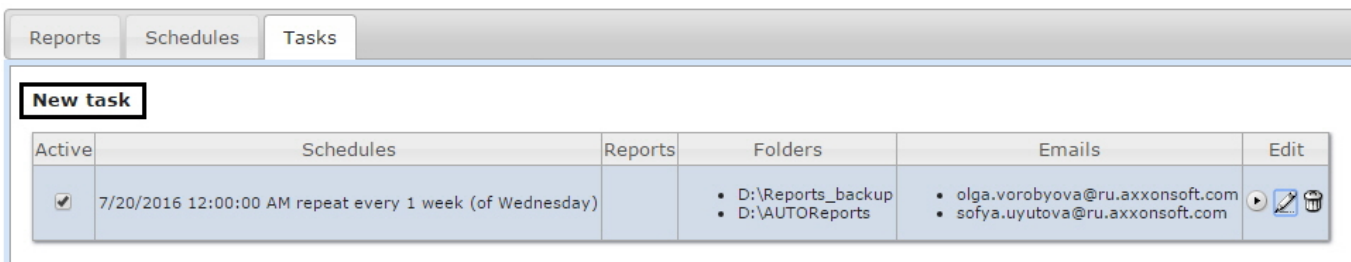 Reports Schedules Tasks
New task
Active Schedules Reports Folders Emails Edit
7/20/2016 12:00:00 AM repeat every 1 week (of Wednesday)
• D:\Reports_backup
• D:\AUTOReports
• olga.vorobyova@ru.axxonsoft.com
• sofya.uyutova@ru.axxonsoft.com